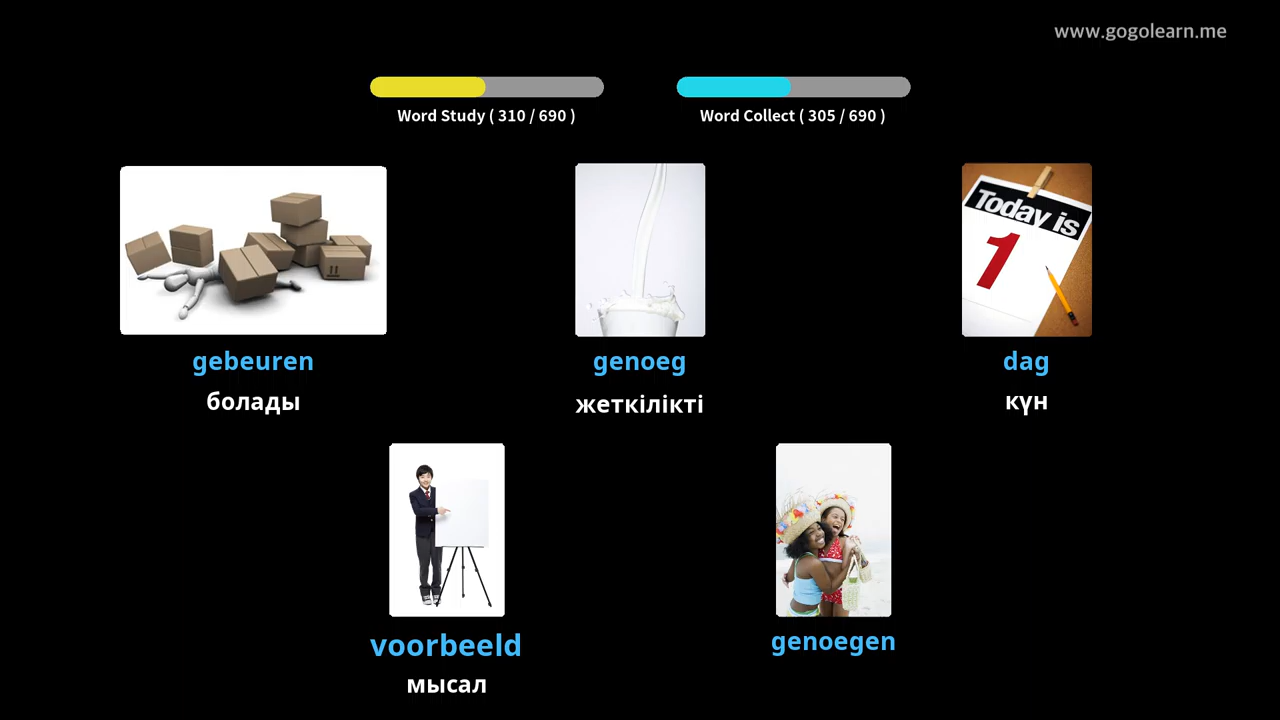 www.gogolearn.me
Word Study ( 310 / 690 )
Word Collect ( 305 / 690 )
Today is
1
gebeuren
genoeg
dag
болады
жеткілікті
күн
voorbeeld
genoegen
мысал